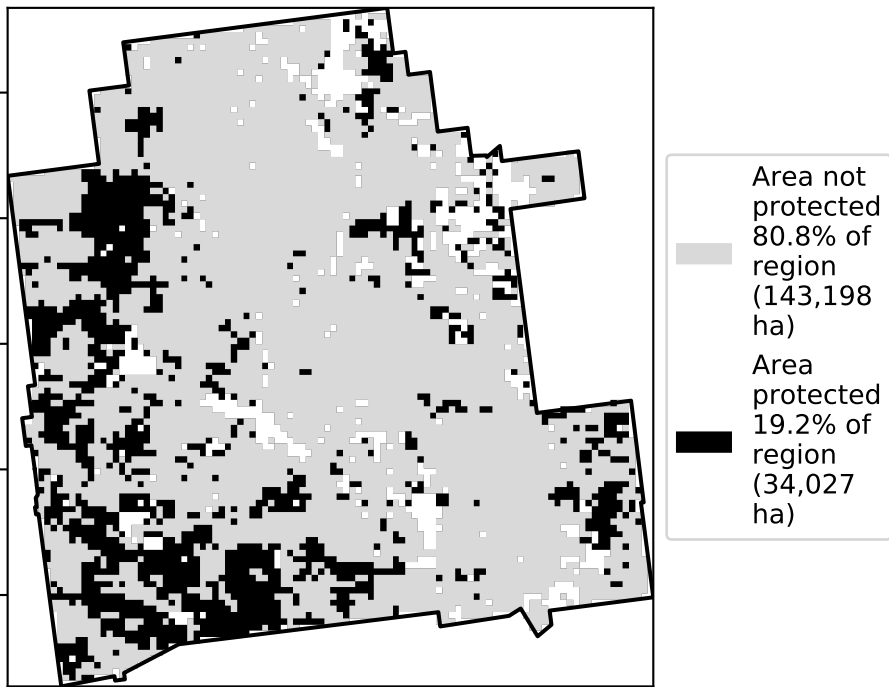 Area not
protected
80.8% of
region
(143,198
ha)
Area
protected
19.2% of
region
(34,027
ha)